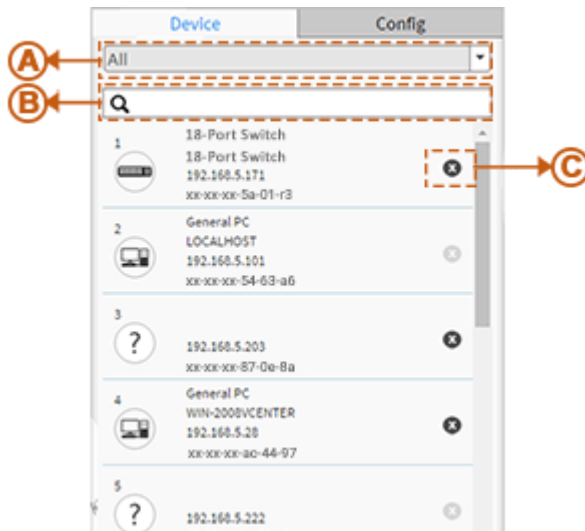 Device Config
A All
B
1 18-Port Switch
18-Port Switch
192.168.5.171 C
xx-xx-xx-5a-01-r3
2 General PC
LOCALHOST
192.168.5.101
xx-xx-xx-54-63-a6
3
? 192.168.5.203
xx-xx-xx-87-0e-8a
4 General PC
WIN-2008VCENTER
192.168.5.28
xx-xx-xx-ac-44-97
5
? 192.168.5.222